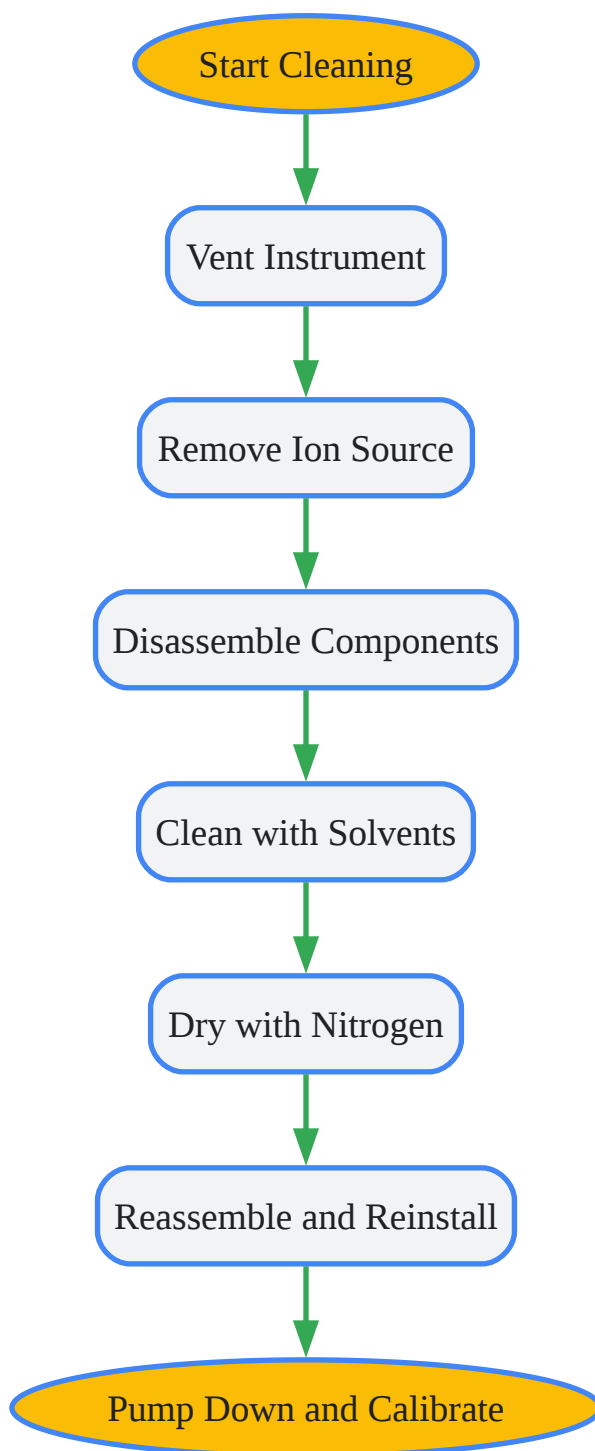 Start Cleaning
Vent Instrument
Remove Ion Source
Disassemble Components
Clean with Solvents
Dry with Nitrogen
Reassemble and Reinstall
Pump Down and Calibrate